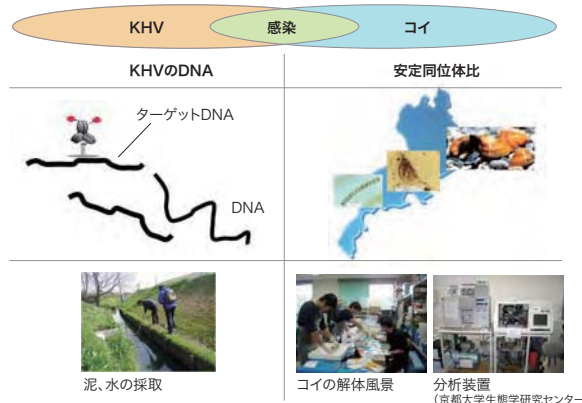 KHV 感染 コイ
KHVのDNA 安定同位体比
ターゲットDNA
DNA
泥、水の採取 コイの解体風景 分析装置
(京都大学生態学研究センター